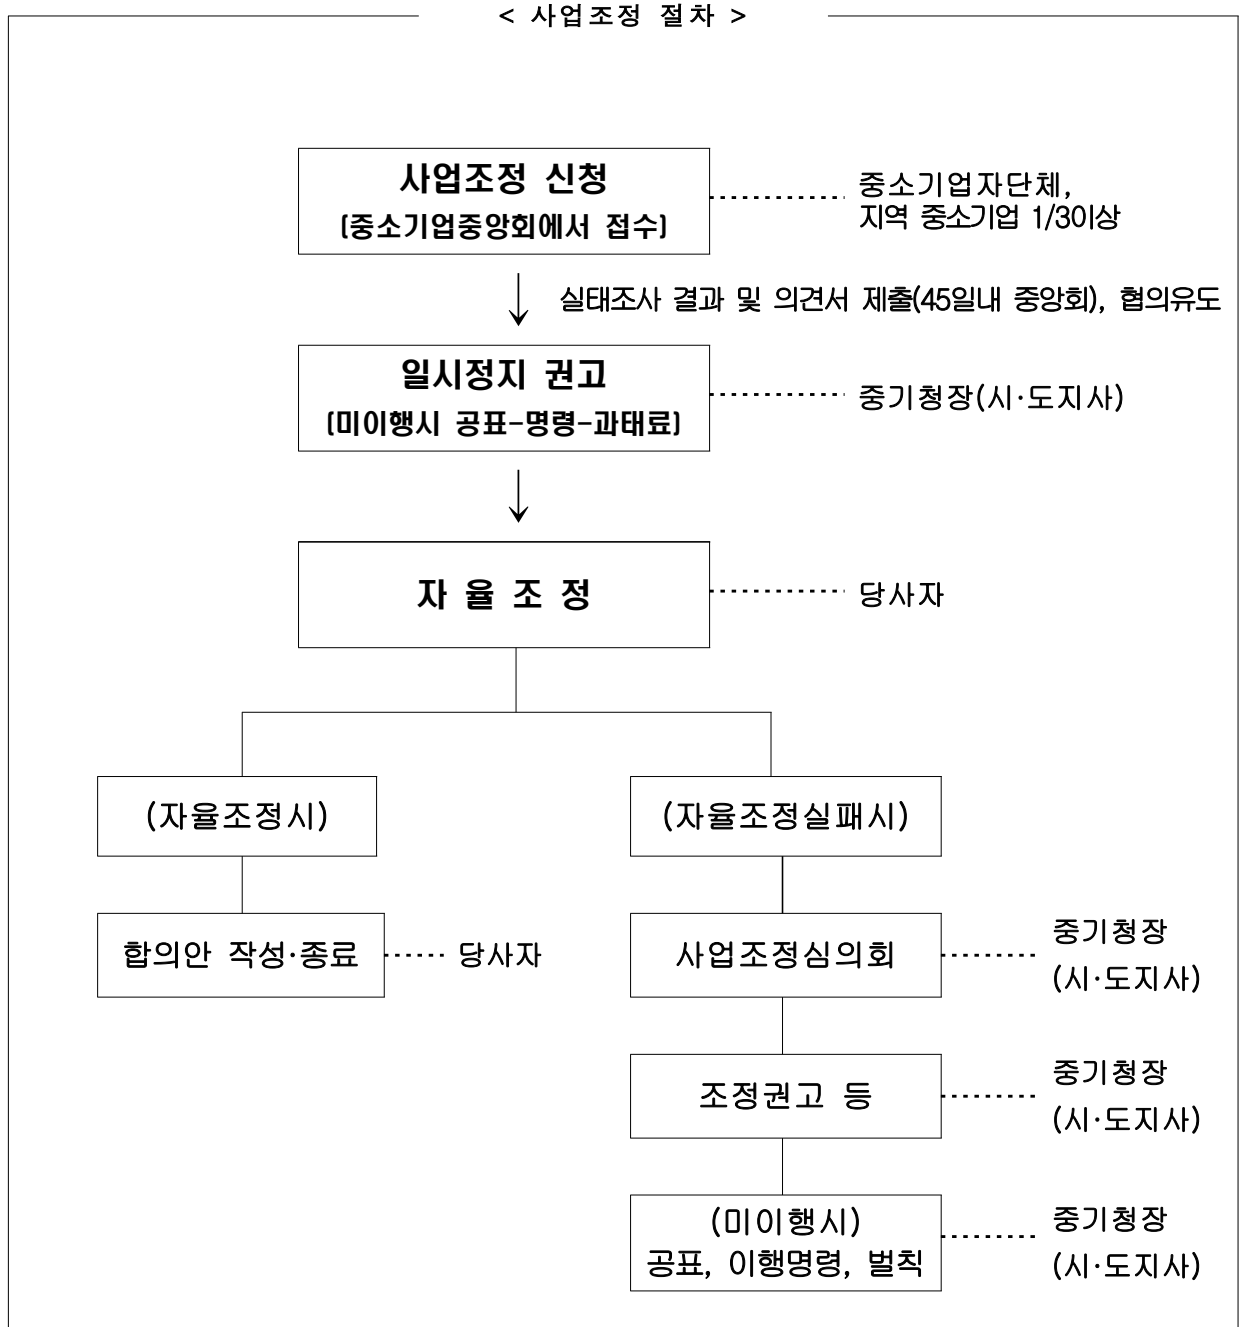 < 사업조정 절차 >
사업조정 신청
(중소기업중앙회에서 접수)
중소기업자단체,
지역 중소기업 1/3이상
실태조사 결과 및 의견서 제출(45일내 중앙회), 협의유도
일시정지 권고
(미이행시 공표-명령-과태료)
중기청장(시·도지사)
자 율 조 정
당사자
(자율조정시)
(자율조정실패시)
합의안 작성·종료
당사자
사업조정심의회
중기청장
(시·도지사)
조정권고 등
중기청장
(시·도지사)
(미이행시)
공표, 이행명령, 벌칙
중기청장
(시·도지사)